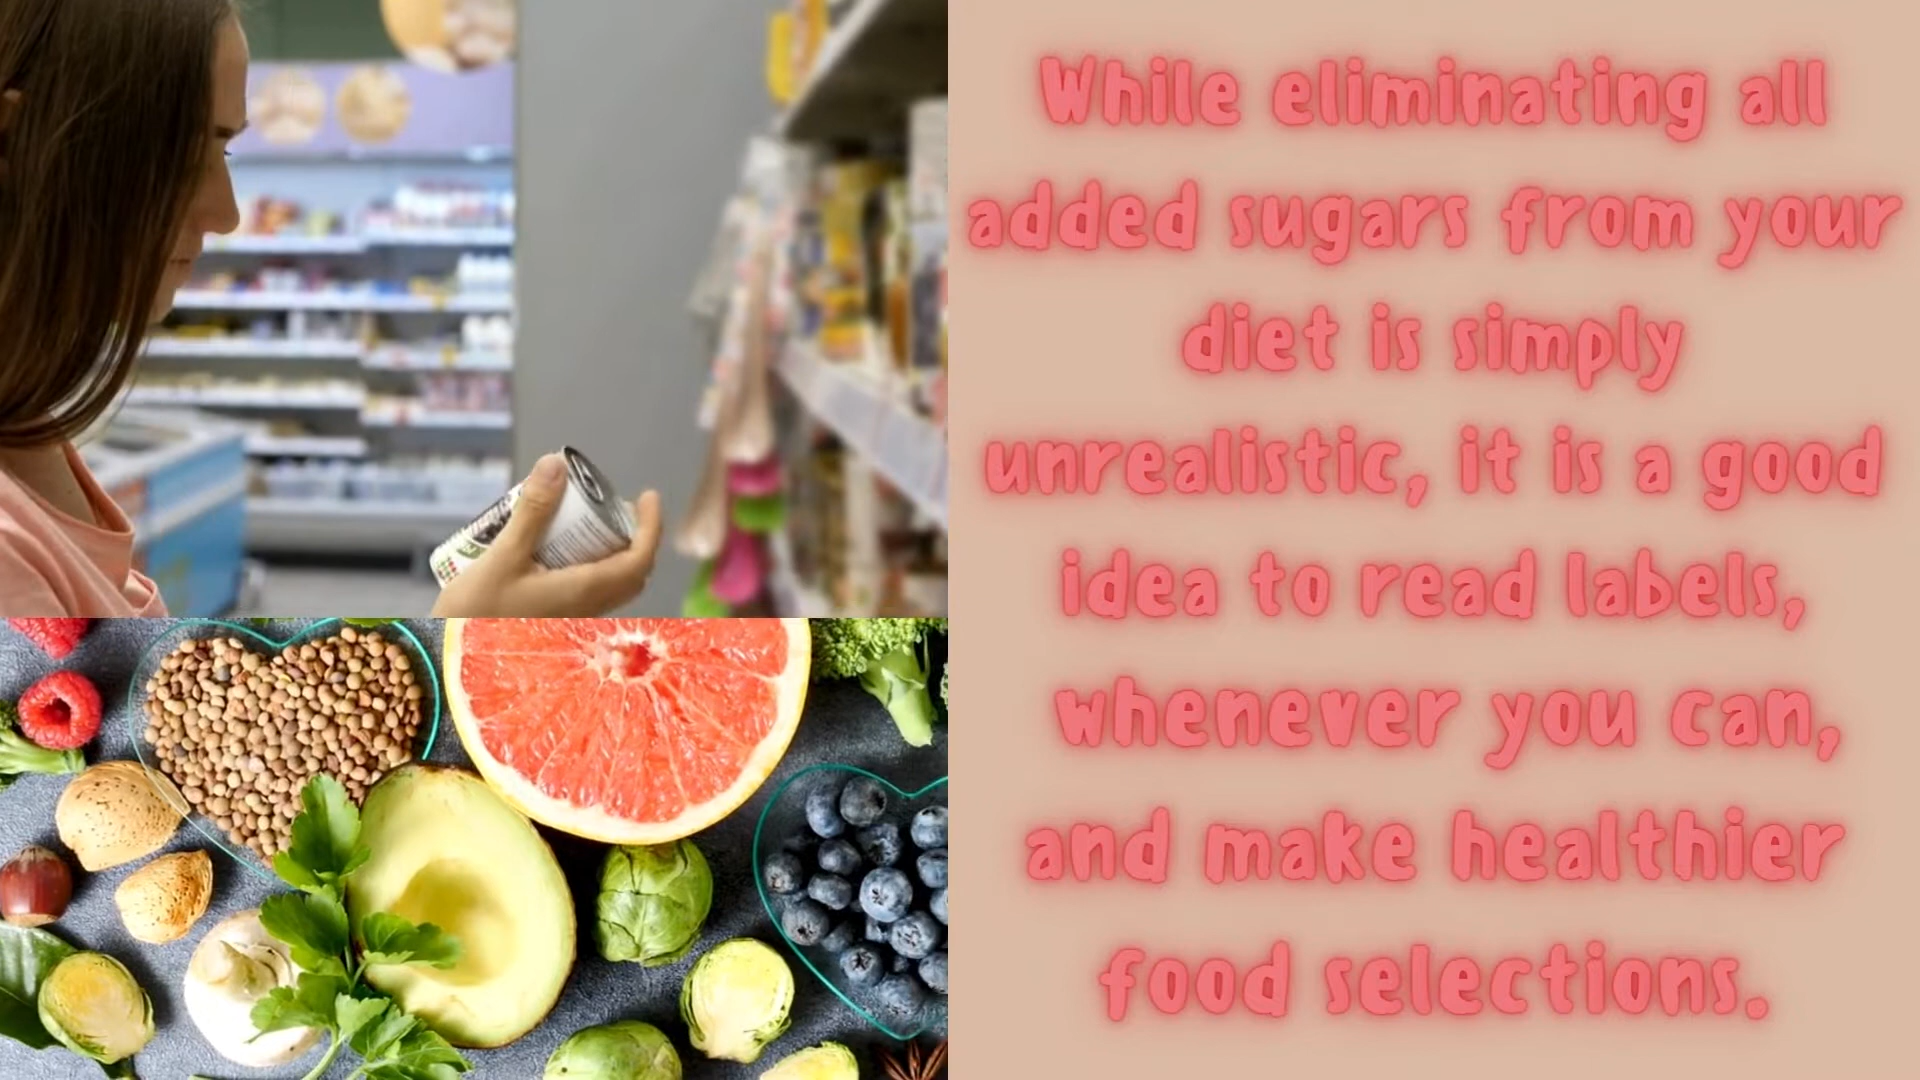 While eliminating all
added sugars from your
diet is simply
unrealistic, it is a good
idea to read labels,
whenever you can,
and make healthier
food selections.